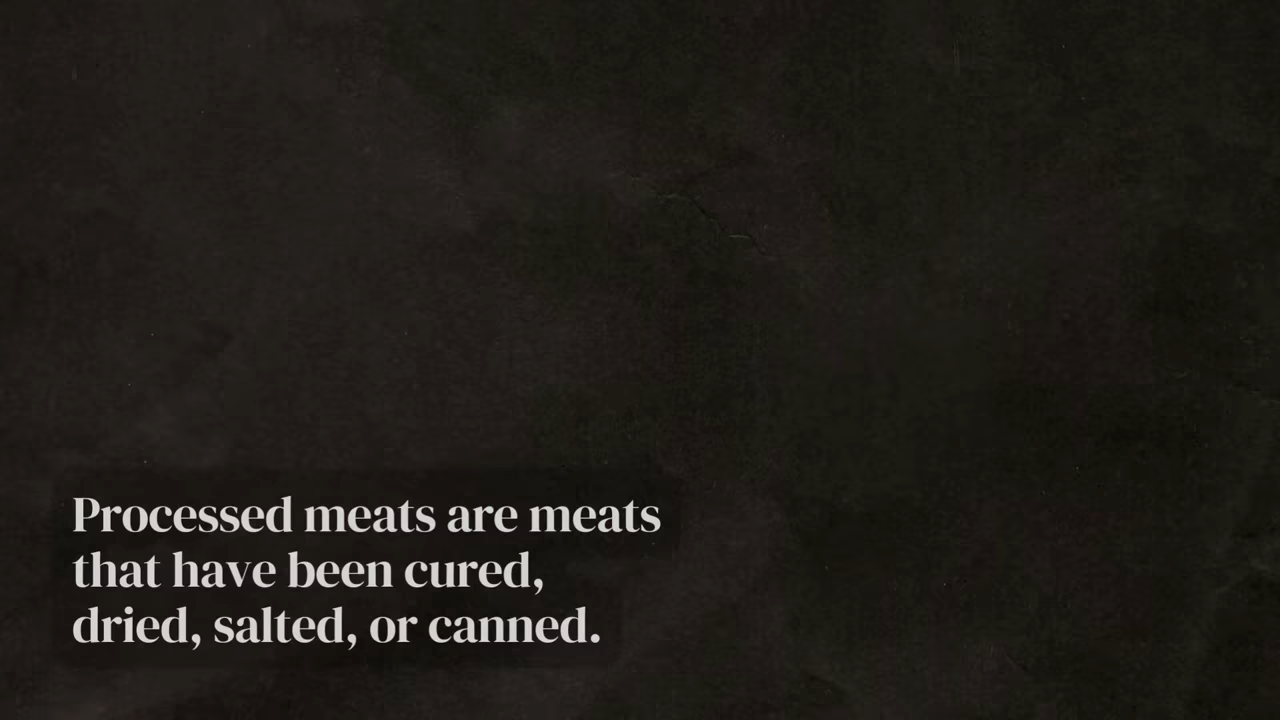 Processed meats are meats
that have been cured,
dried, salted, or canned.